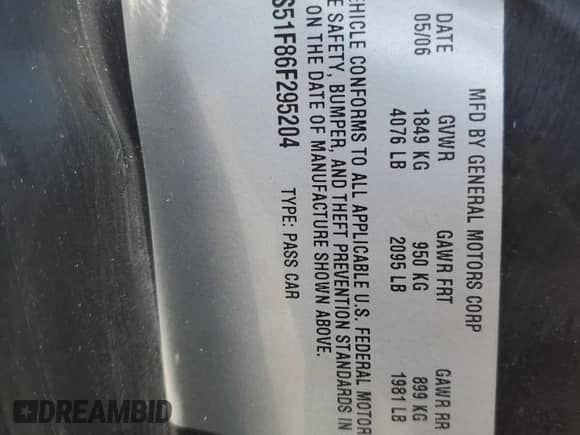 MFD BY GENERAL MOTORS CORP
DATE GVWR GAWR FRT GAWR RR
05/06 1849 KG 950 KG 899 KG
4076 LB 2095 LB 1981 LB
EHICLE CONFORMS TO ALL APPLICABLE U.S. FEDERAL MOTOR
E SAFETY, BUMPER, AND THEFT PREVENTION STANDARDS IN
ON THE DATE OF MANUFACTURE SHOWN ABOVE.
S51F86F295204 TYPE: PASS CAR
DREAMBID